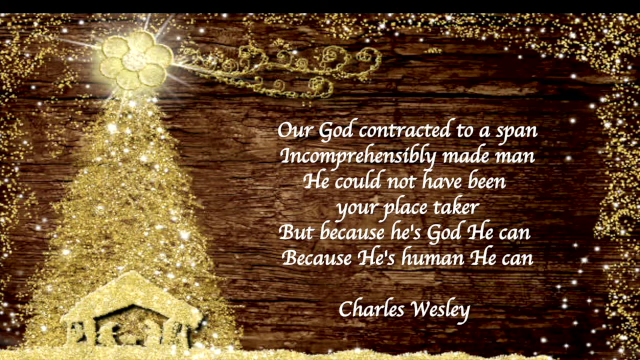 Our God contracted to a span
Incomprehensibly made man
He could not have been
your place taker
But because he's God He can
Because He's human He can
Charles Wesley